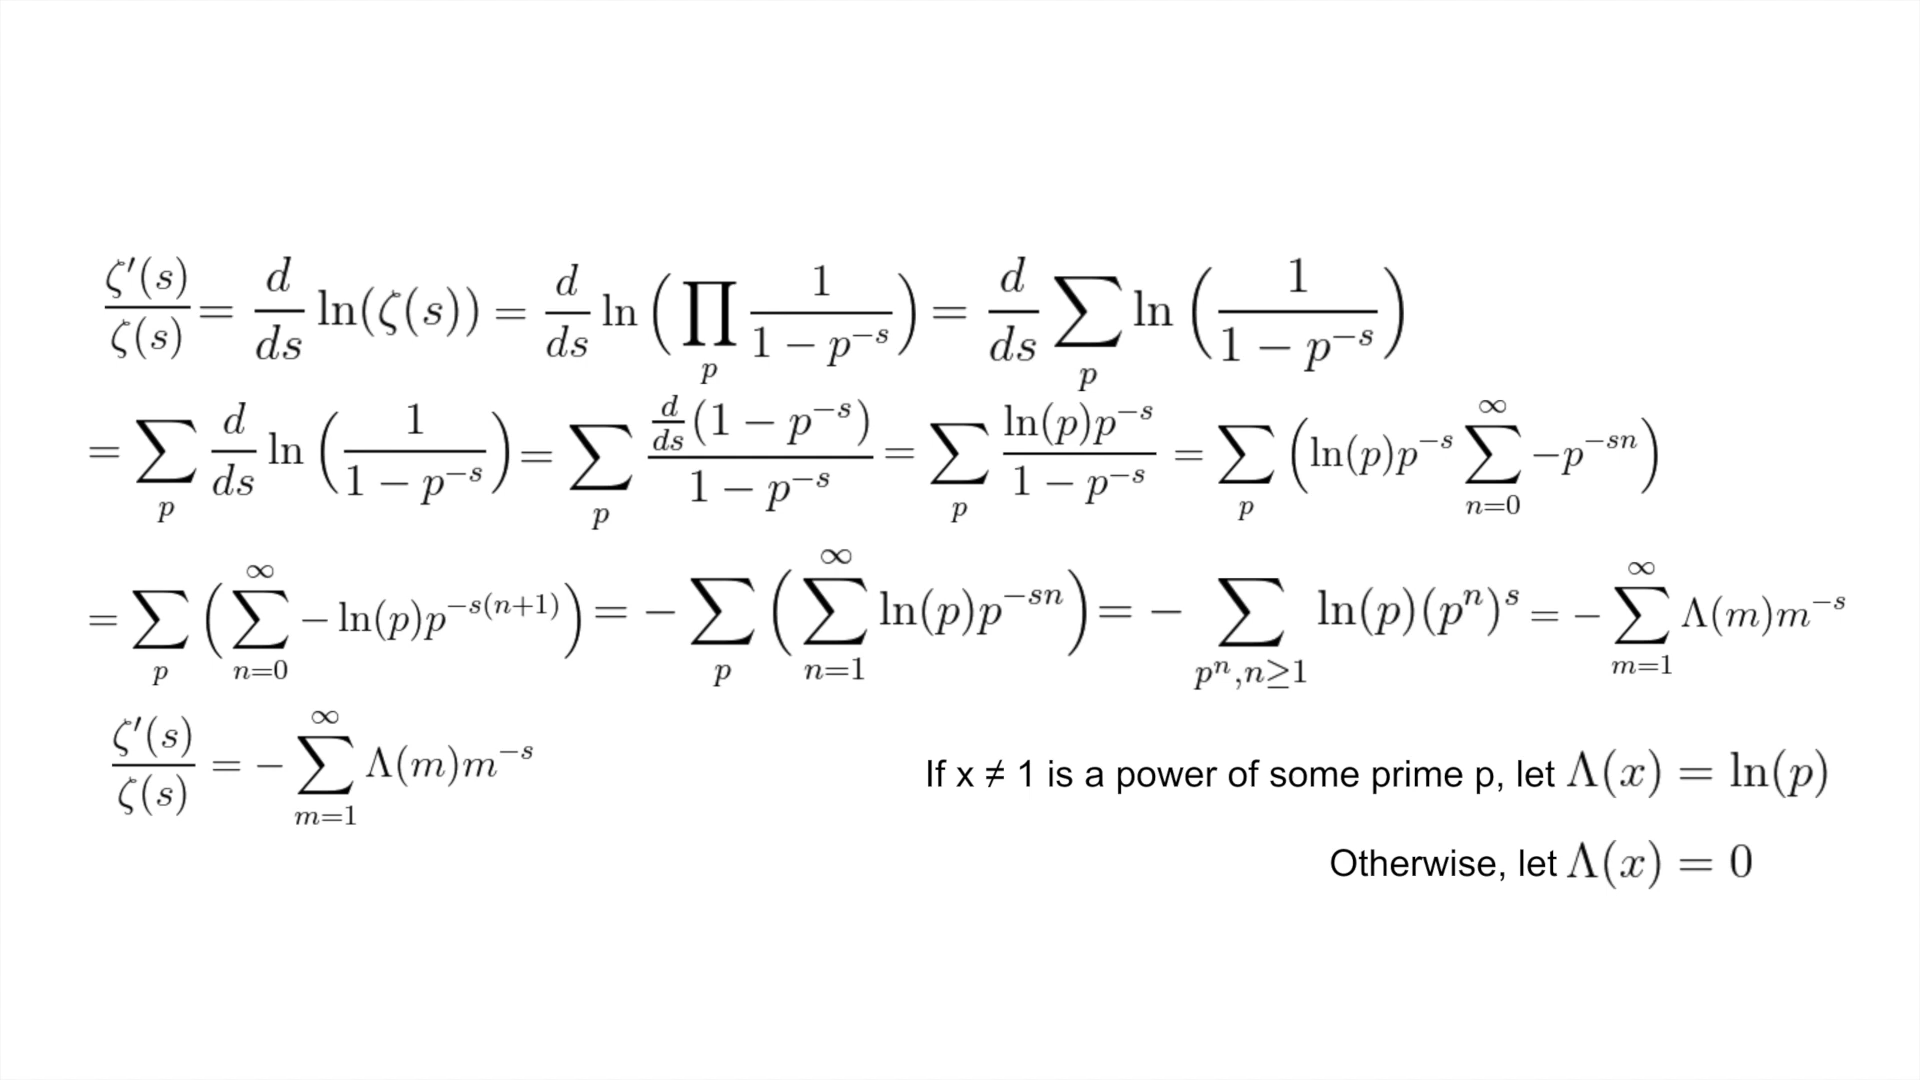 ζ′(s)/ζ(s) = d/ds ln(ζ(s)) = d/ds ln(∏_p 1/(1 − p^{−s})) = d/ds ∑_p ln(1/(1 − p^{−s}))
= ∑_p d/ds ln(1/(1 − p^{−s})) = ∑_p (d/ds(1 − p^{−s}))/(1 − p^{−s}) = ∑_p ln(p)p^{−s}/(1 − p^{−s}) = ∑_p (ln(p)p^{−s} ∑_{n=0}^{∞} −p^{−sn})
= ∑_p (∑_{n=0}^{∞} − ln(p)p^{−s(n+1)}) = − ∑_p (∑_{n=1}^{∞} ln(p)p^{−sn}) = − ∑_{p^n,n≥1} ln(p)(p^n)^s = − ∑_{m=1}^{∞} Λ(m)m^{−s}
ζ′(s)/ζ(s) = − ∑_{m=1}^{∞} Λ(m)m^{−s}
If x ≠ 1 is a power of some prime p, let Λ(x) = ln(p)
Otherwise, let Λ(x) = 0